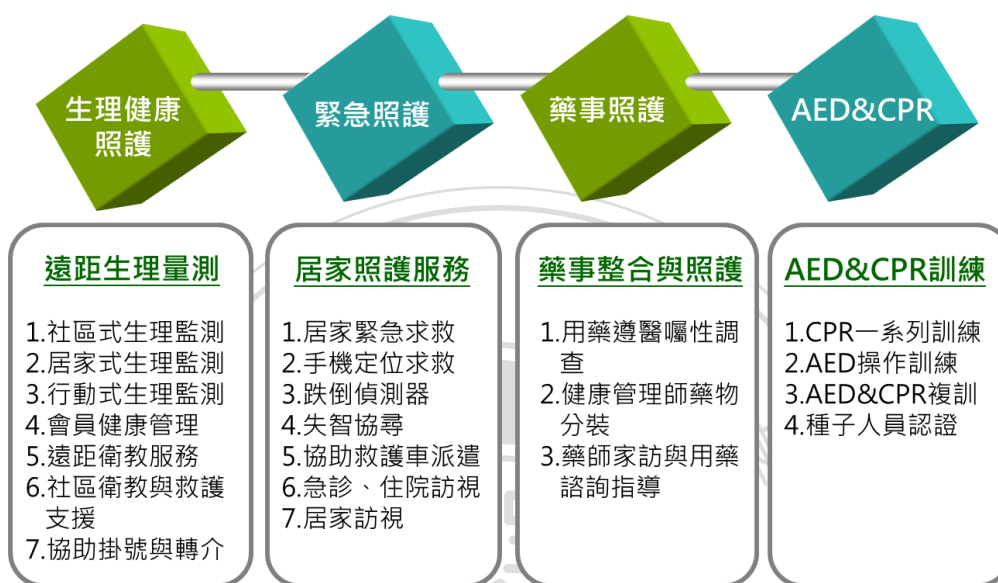 生理健康
照護
緊急照護
藥事照護
AED&CPR
遠距生理量測
1.社區式生理監測
2.居家式生理監測
3.行動式生理監測
4.會員健康管理
5.遠距衛教服務
6.社區衛教與救護
支援
7.協助掛號與轉介
居家照護服務
1.居家緊急求救
2.手機定位求救
3.跌倒偵測器
4.失智協尋
5.協助救護車派遣
6.急診、住院訪視
7.居家訪視
藥事整合與照護
1.用藥遵醫囑性調
查
2.健康管理師藥物
分裝
3.藥師家訪與用藥
諮詢指導
AED&CPR訓練
1.CPR一系列訓練
2.AED操作訓練
3.AED&CPR複訓
4.種子人員認證